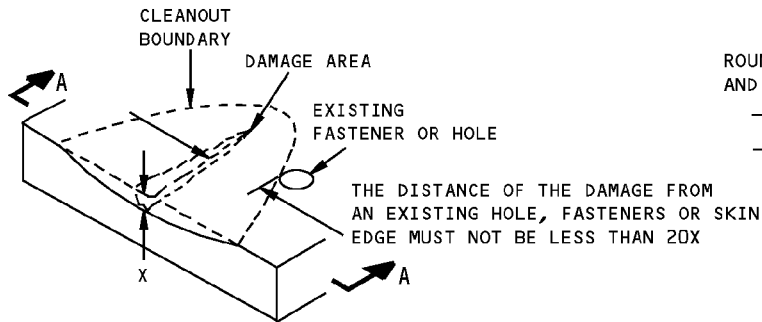 CLEANOUT
BOUNDARY
DAMAGE AREA
A
EXISTING
FASTENER OR HOLE
THE DISTANCE OF THE DAMAGE FROM
AN EXISTING HOLE, FASTENERS OR SKIN
EDGE MUST NOT BE LESS THAN 20X
X
A
AND